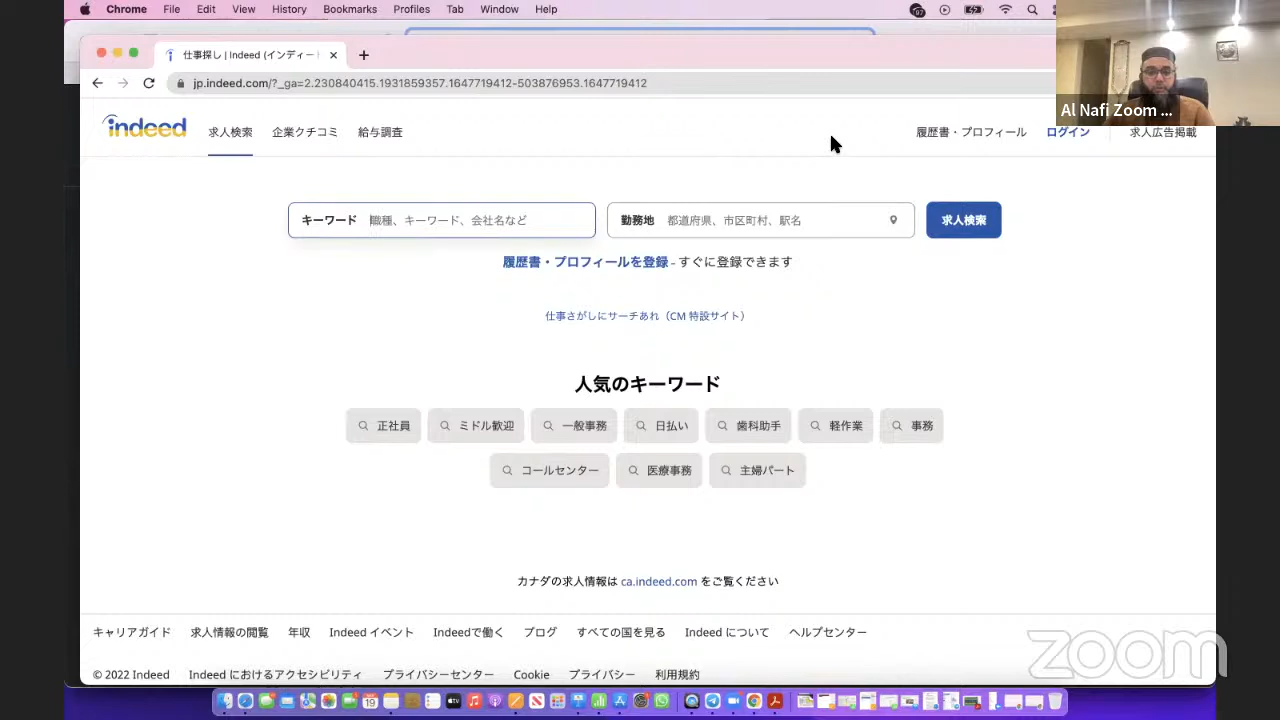 Chrome File Edit View History Bookmarks Profiles Tab Window Help
97
仕事探し | Indeed (インディード
jp.indeed.com/?_ga=2.230840415.1931859357.1647719412-503876953.1647719412
Al Nafi Zoom ...
indeed 求人検索 企業クチコミ 給与調査 履歴書・プロフィール ログイン 求人広告掲載
キーワード 職種、キーワード、会社名など 勤務地 都道府県、市区町村、駅名 求人検索
履歴書・プロフィールを登録 - すぐに登録できます
仕事さがしにサーチあれ（CM 特設サイト）
人気のキーワード
正社員 ミドル歓迎 一般事務 日払い 歯科助手 軽作業 事務
コールセンター 医療事務 主婦パート
カナダの求人情報は ca.indeed.com をご覧ください
キャリアガイド 求人情報の閲覧 年収 Indeed イベント Indeedで働く ブログ すべての国を見る Indeed について ヘルプセンター
zoom
© 2022 Indeed Indeed におけるアクセシビリティ プライバシーセンター Cookie プライバシー 利用規約